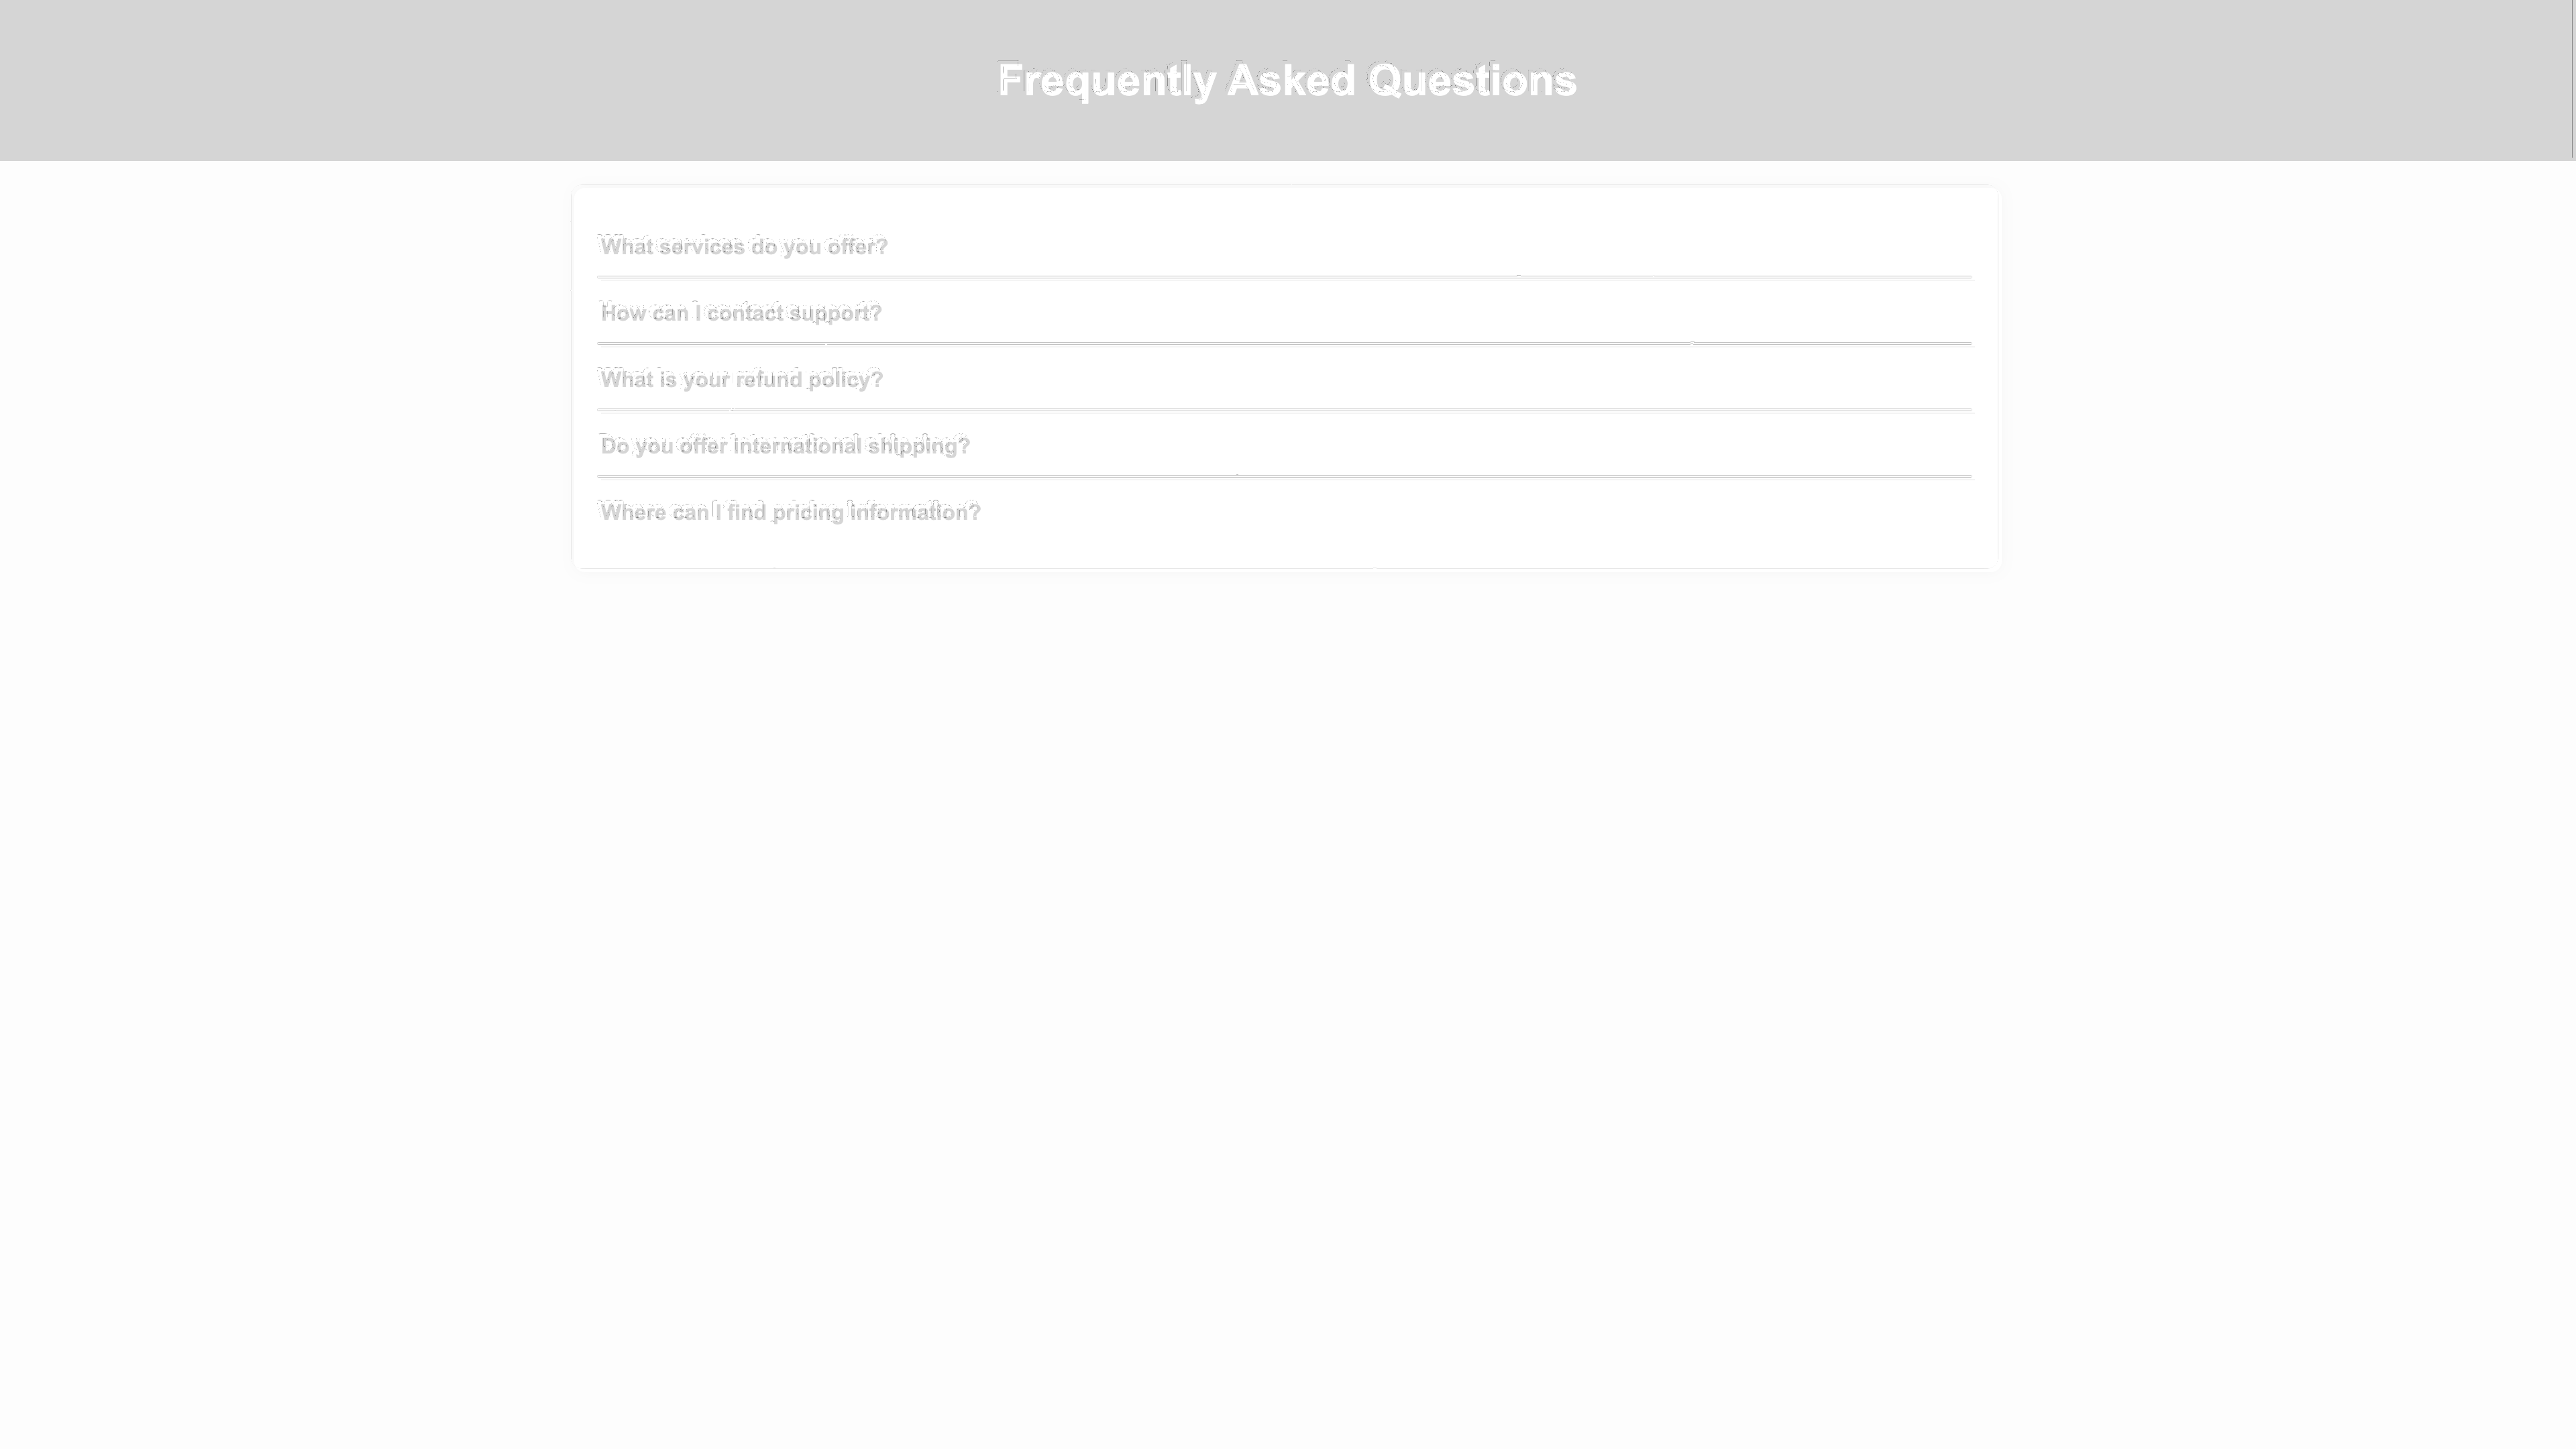 Frequently Asked Questions
What services do you offer?
How can I contact support?
What is your refund policy?
Do you offer international shipping?
Where can I find pricing information?